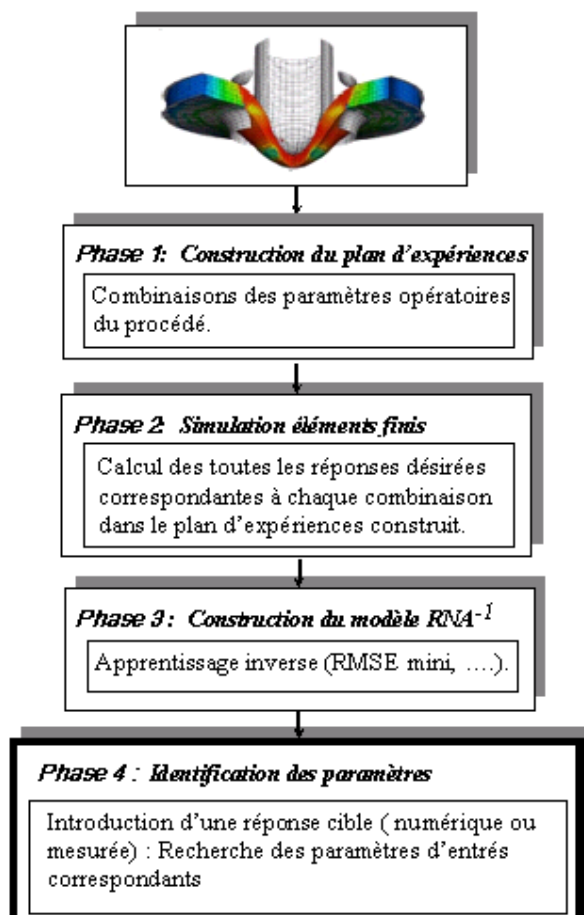 Phase 1: Construction du plan d'expériences
Combinaisons des paramètres opératoires
du procédé.
Phase 2: Simulation éléments finis
Calcul des toutes les réponses désirées
correspondantes à chaque combinaison
dans le plan d'expériences construit.
Phase 3 : Construction du modèle RNA⁻¹
Apprentissage inverse (RMSE mini, ....).
Phase 4 : Identification des paramètres
Introduction d'une réponse cible ( numérique ou
mesurée) : Recherche des paramètres d'entrés
correspondants